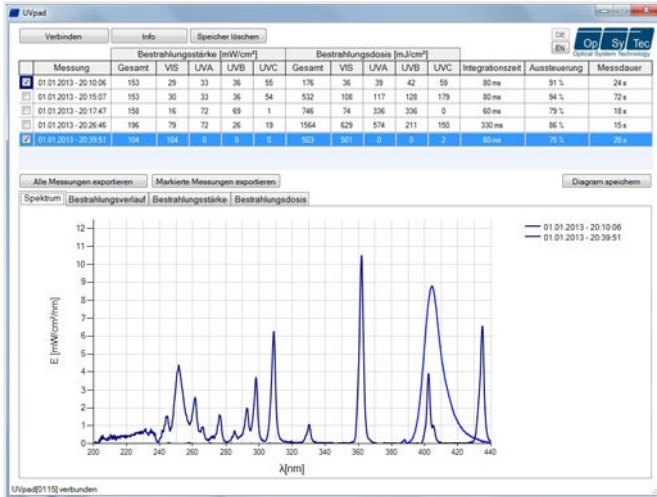 UVpad
Verbinden Info Speicher löschen DE EN Op Sy Tec
Optical System Technology
Bestrahlungsstärke [mW/cm²] Bestrahlungsdosis [mJ/cm²]
Messung Gesamt VIS UVA UVB UVC Gesamt VIS UVA UVB UVC Integrationszeit Aussteuerung Messdauer
01.01.2013 - 20:10:06 153 29 33 36 55 176 36 39 42 59 80 ms 91 % 24 s
01.01.2013 - 20:15:07 153 30 33 36 54 532 108 117 128 179 80 ms 94 % 72 s
01.01.2013 - 20:17:47 158 16 72 69 1 746 74 336 336 0 60 ms 79 % 18 s
01.01.2013 - 20:26:46 196 79 72 26 19 1564 629 574 211 150 330 ms 86 % 15 s
01.01.2013 - 20:39:51 104 104 0 0 0 503 501 0 0 2 60 ms 75 % 20 s
Alle Messungen exportieren Markierte Messungen exportieren Diagram speichern
Spektrum Bestrahlungsverlauf Bestrahlungsstärke Bestrahlungsdosis
01.01.2013 - 20:10:06
01.01.2013 - 20:39:51
E [mW/cm²/nm]
12
11
10
9
8
7
6
5
4
3
2
1
0
200 220 240 260 280 300 320 340 360 380 400 420 440
λ[nm]
UVpad[0115] verbunden